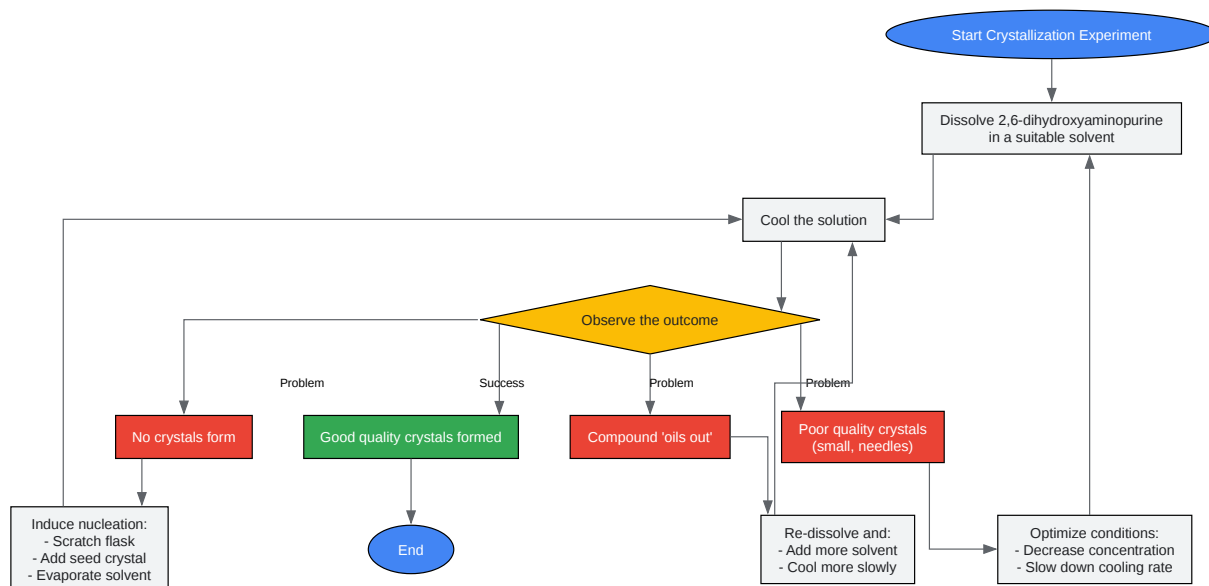 Start Crystallization Experiment
Dissolve 2,6-dihydroxyaminopurine
in a suitable solvent
Cool the solution
Observe the outcome
Problem
Success
Problem
Problem
No crystals form
Good quality crystals formed
Compound 'oils out'
Poor quality crystals
(small, needles)
Induce nucleation:
- Scratch flask
- Add seed crystal
- Evaporate solvent
End
Re-dissolve and:
- Add more solvent
- Cool more slowly
Optimize conditions:
- Decrease concentration
- Slow down cooling rate